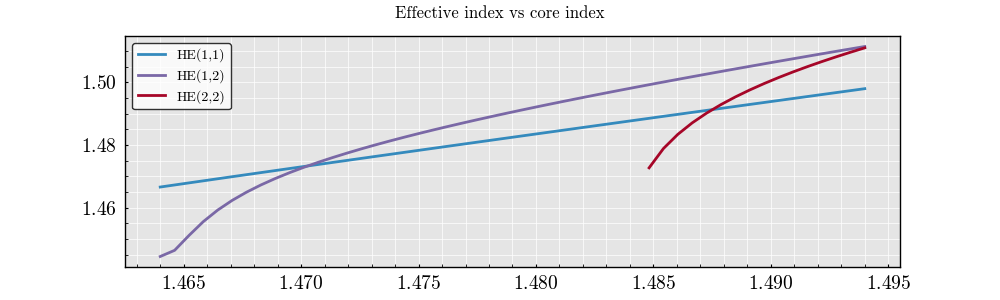 Effective index vs core index
HE(1,1)
HE(1,2)
HE(2,2)
1.50
1.48
1.46
1.465 1.470 1.475 1.480 1.485 1.490 1.495